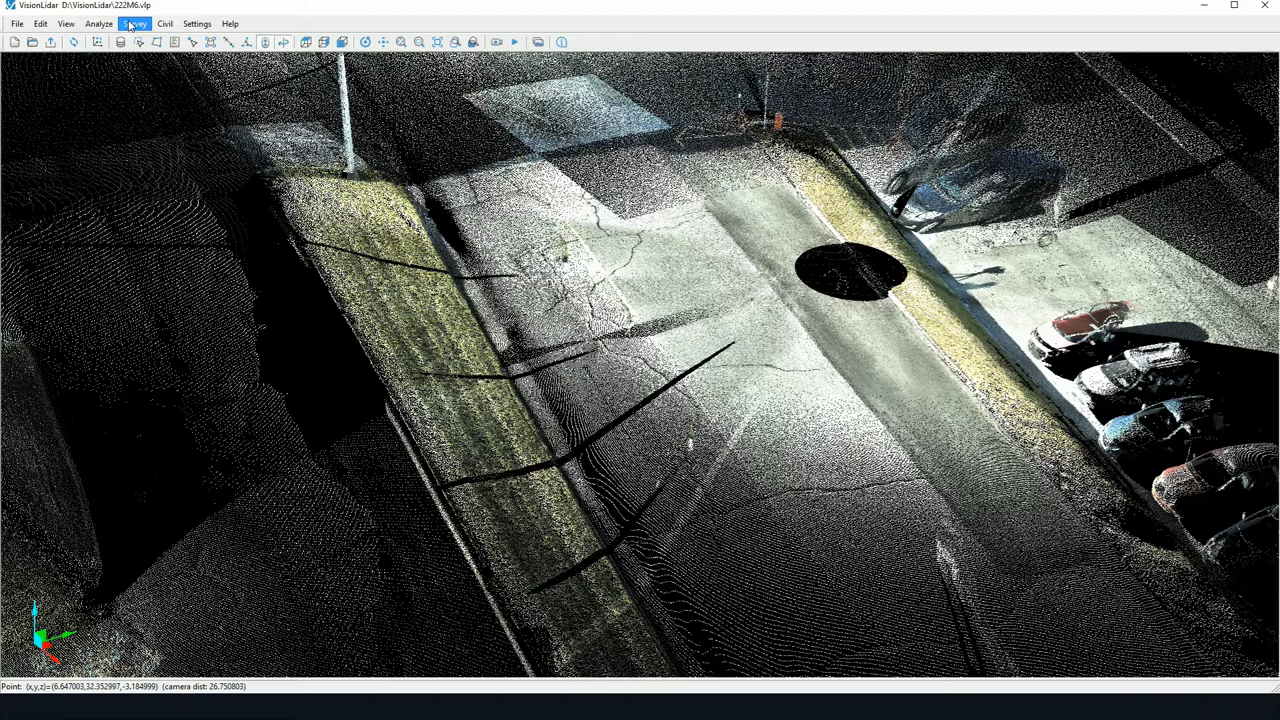 VisionLidar D:\VisionLidar\222M6.vlp
File Edit View Analyze Survey Civil Settings Help
Point: (x,y,z)=(6.647003,32.352997,-3.184999) (camera dist: 26.750803)